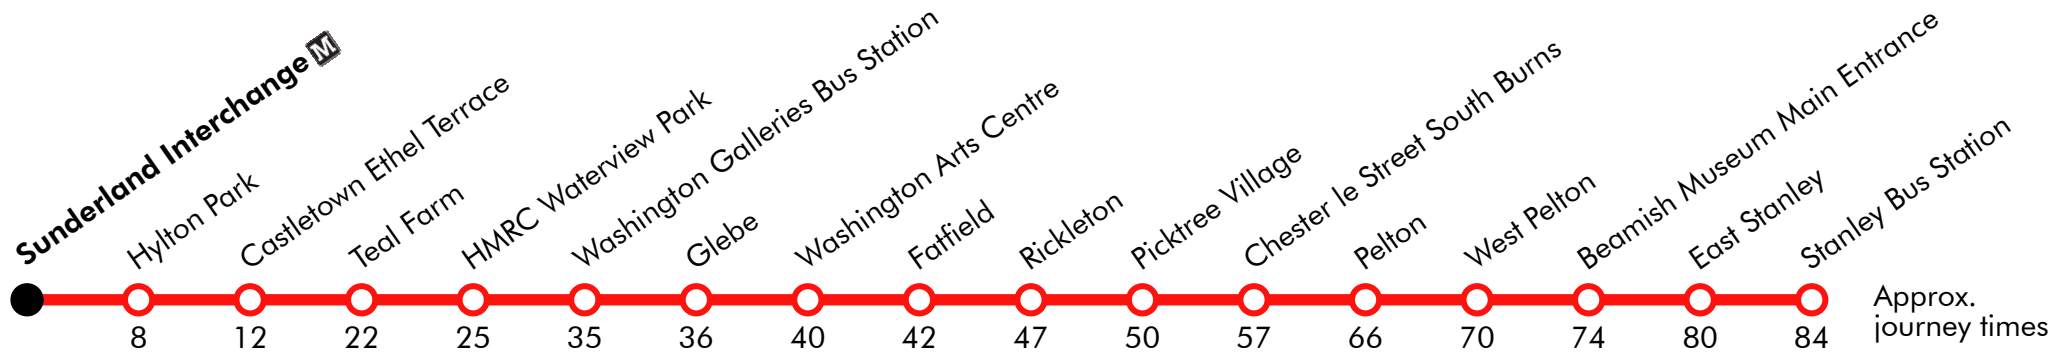 Sunderland Interchange M
Hylton Park
Castletown Ethel Terrace
Teal Farm
HMRC Waterview Park
Washington Galleries Bus Station
Glebe
Washington Arts Centre
Fatfield
Rickleton
Picktree Village
Chester le Street South Burns
Pelton
West Pelton
Beamish Museum Main Entrance
East Stanley
Stanley Bus Station
8 12 22 25 35 36 40 42 47 50 57 66 70 74 80 84
Approx.
journey times